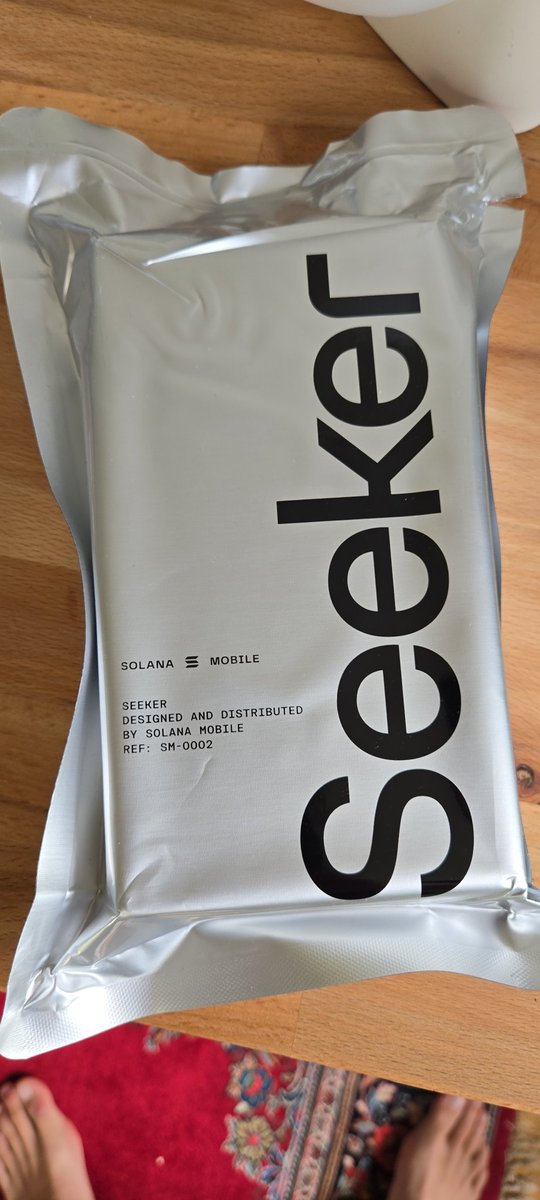 Seeker
SOLANA MOBILE
SEEKER
DESIGNED AND DISTRIBUTED
BY SOLANA MOBILE
REF: SM-0002